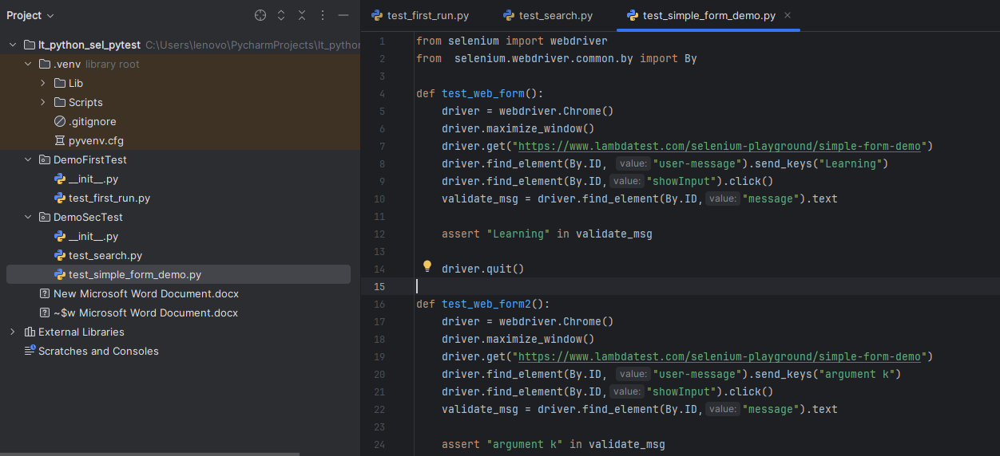 Project
lt_python_sel_pytest C:\Users\lenovo\PycharmProjects\lt_python
.venv library root
Lib
Scripts
.gitignore
pyvenv.cfg
DemoFirstTest
__init__.py
test_first_run.py
DemoSecTest
__init__.py
test_search.py
test_simple_form_demo.py
New Microsoft Word Document.docx
~$w Microsoft Word Document.docx
External Libraries
Scratches and Consoles
test_first_run.py test_search.py test_simple_form_demo.py
1 from selenium import webdriver
2 from  selenium.webdriver.common.by import By
3
4 def test_web_form():
5 driver = webdriver.Chrome()
6 driver.maximize_window()
7 driver.get("https://www.lambdatest.com/selenium-playground/simple-form-demo")
8 driver.find_element(By.ID, value: "user-message").send_keys("Learning")
9 driver.find_element(By.ID, value: "showInput").click()
10 validate_msg = driver.find_element(By.ID, value: "message").text
11
12 assert "Learning" in validate_msg
13
14 driver.quit()
15
16 def test_web_form2():
17 driver = webdriver.Chrome()
18 driver.maximize_window()
19 driver.get("https://www.lambdatest.com/selenium-playground/simple-form-demo")
20 driver.find_element(By.ID, value: "user-message").send_keys("argument k")
21 driver.find_element(By.ID, value: "showInput").click()
22 validate_msg = driver.find_element(By.ID, value: "message").text
23
24 assert "argument k" in validate_msg